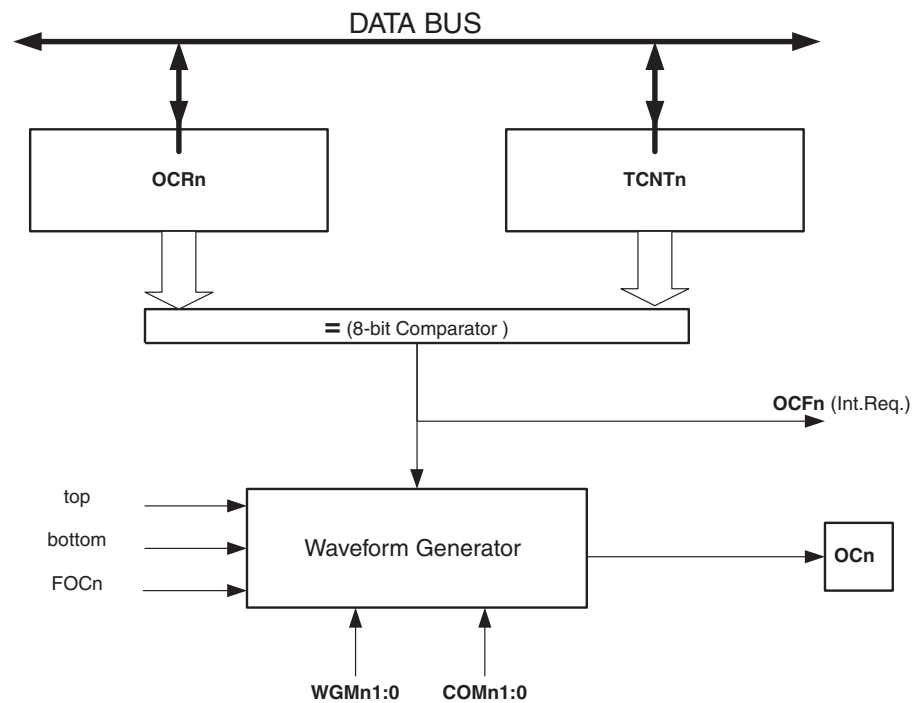 DATA BUS
OCRn
TCNTn
= (8-bit Comparator )
OCFn (Int.Req.)
top
bottom
FOCn
Waveform Generator
OCn
WGMn1:0
COMn1:0